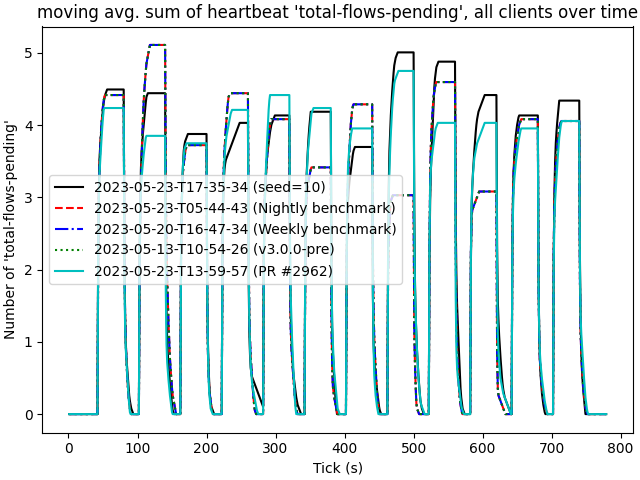 moving avg. sum of heartbeat 'total-flows-pending', all clients over time
Number of 'total-flows-pending'
5
4
3
2
1
0
2023-05-23-T17-35-34 (seed=10)
2023-05-23-T05-44-43 (Nightly benchmark)
2023-05-20-T16-47-34 (Weekly benchmark)
2023-05-13-T10-54-26 (v3.0.0-pre)
2023-05-23-T13-59-57 (PR #2962)
0 100 200 300 400 500 600 700 800
Tick (s)